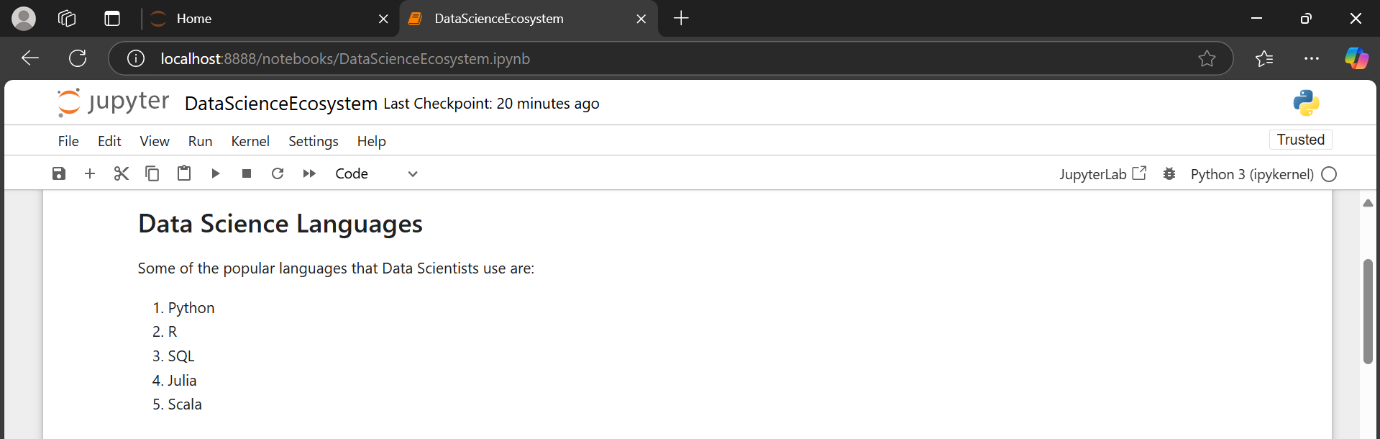 Home
DataScienceEcosystem
localhost:8888/notebooks/DataScienceEcosystem.ipynb
jupyter DataScienceEcosystem Last Checkpoint: 20 minutes ago
File Edit View Run Kernel Settings Help
Trusted
Code
JupyterLab
Python 3 (ipykernel)
Data Science Languages
Some of the popular languages that Data Scientists use are:
1. Python
2. R
3. SQL
4. Julia
5. Scala